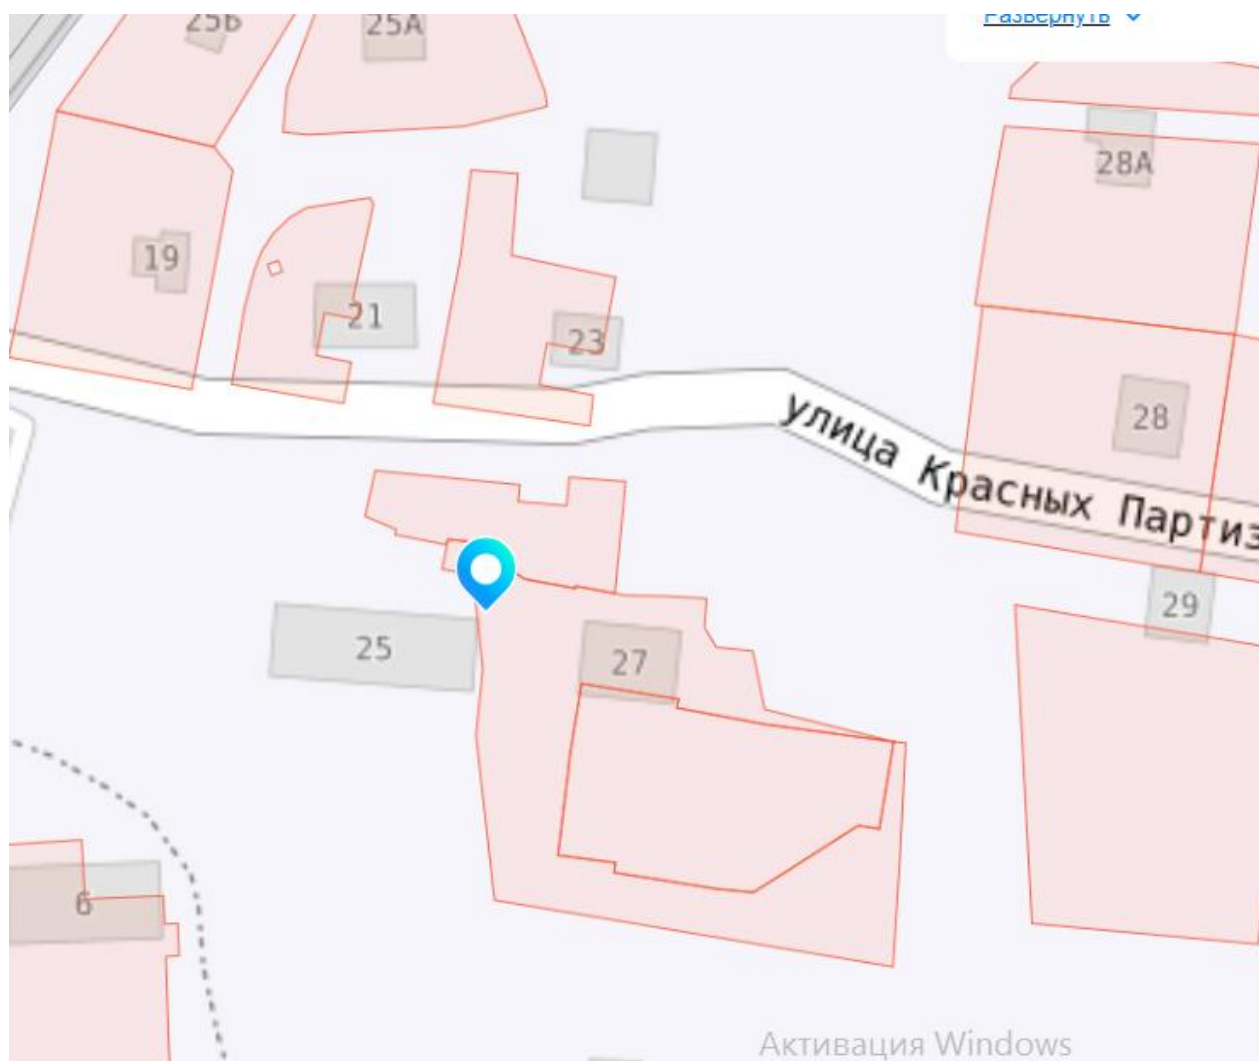 Развернуть
25Б
25А
28А
19
21
23
28
улица Красных Партиз
29
25
27
6
Активация Windows